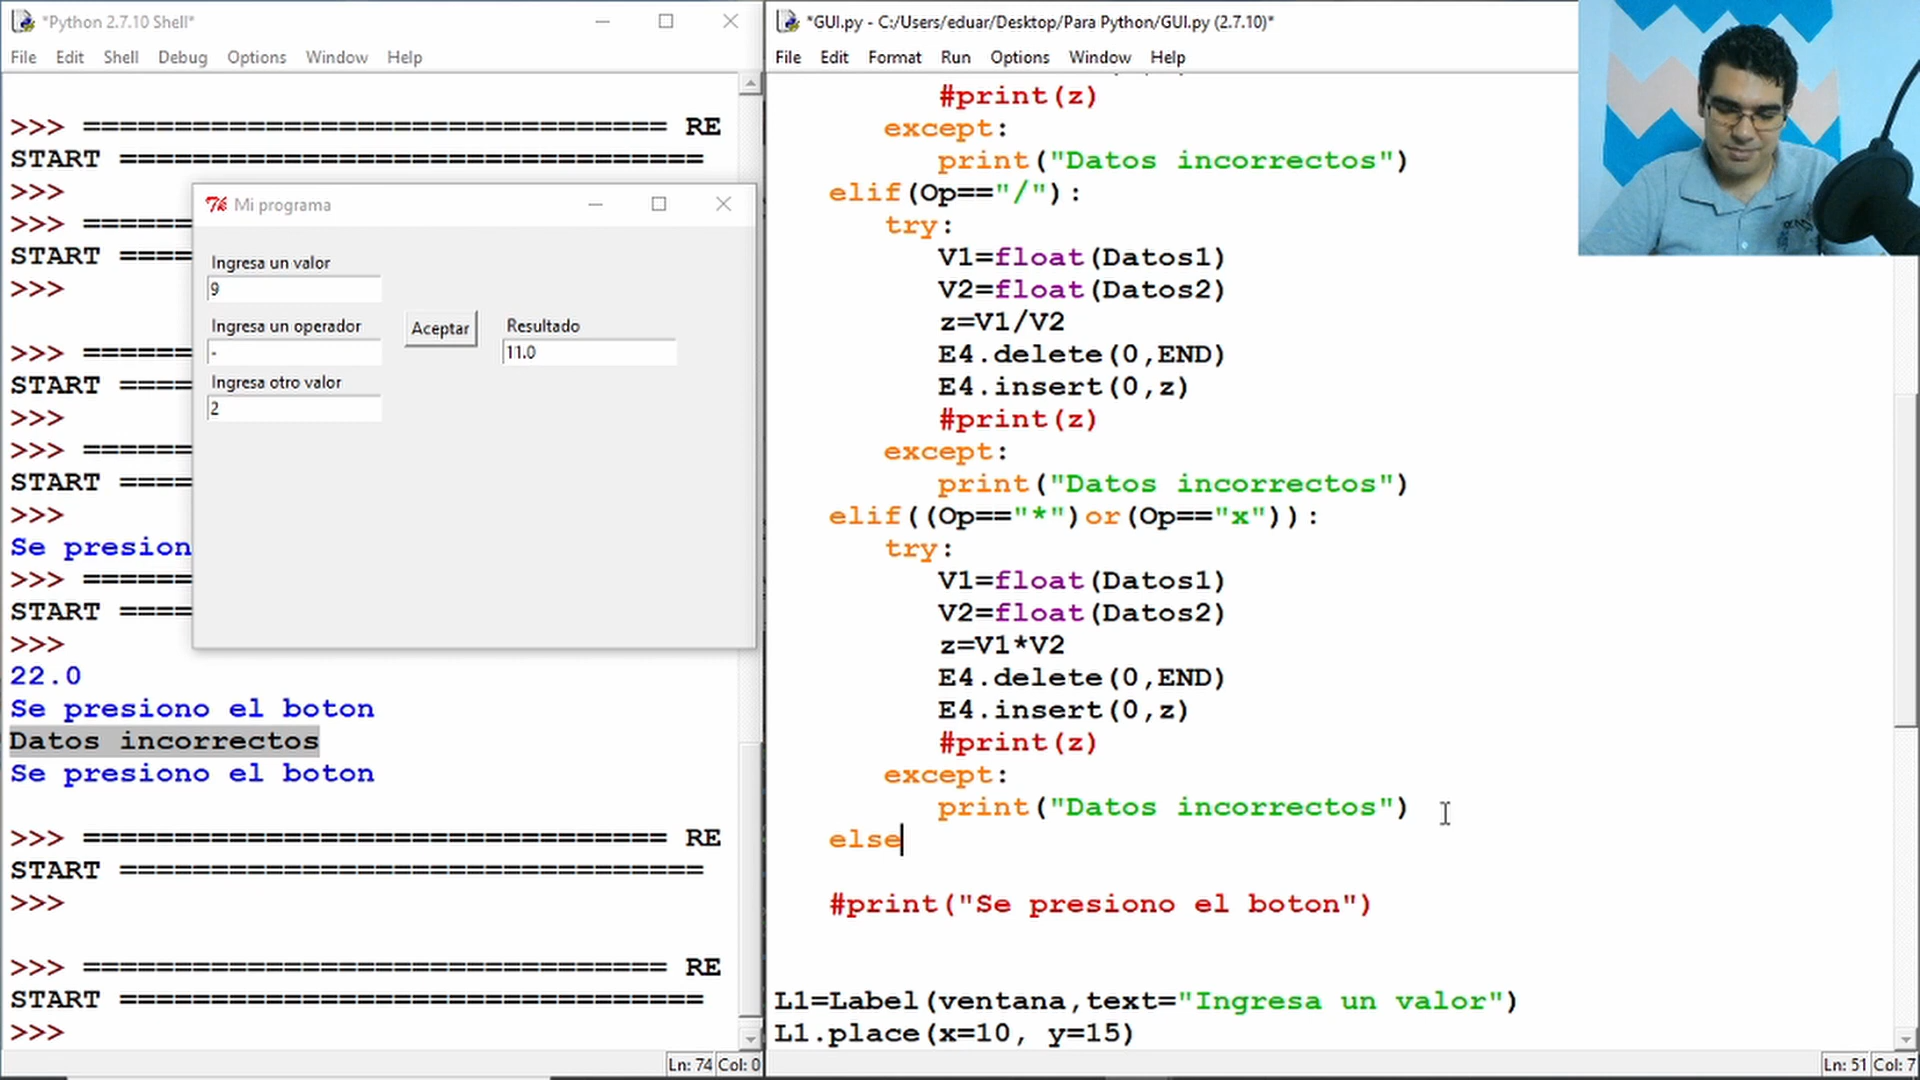 *Python 2.7.10 Shell*
File Edit Shell Debug Options Window Help
>>> ================================ RE
START ================================
>>>
>>> ======
START ====
>>>
>>> ======
START ====
>>>
>>> ======
START ====
>>>
Se presion
>>> ======
START ====
>>>
22.0
Se presiono el boton
Datos incorrectos
Se presiono el boton
>>> ================================ RE
START ================================
>>>
>>> ================================ RE
START ================================
>>>
Ln: 74 Col: 0
Mi programa
Ingresa un valor
9
Ingresa un operador
-
Ingresa otro valor
2
Aceptar
Resultado
11.0
*GUI.py - C:/Users/eduar/Desktop/Para Python/GUI.py (2.7.10)*
File Edit Format Run Options Window Help
#print(z)
except:
print("Datos incorrectos")
elif(Op=="/"):
try:
V1=float(Datos1)
V2=float(Datos2)
z=V1/V2
E4.delete(0,END)
E4.insert(0,z)
#print(z)
except:
print("Datos incorrectos")
elif((Op=="*")or(Op=="x")):
try:
V1=float(Datos1)
V2=float(Datos2)
z=V1*V2
E4.delete(0,END)
E4.insert(0,z)
#print(z)
except:
print("Datos incorrectos")
else
#print("Se presiono el boton")
L1=Label(ventana,text="Ingresa un valor")
L1.place(x=10, y=15)
Ln: 51 Col: 7